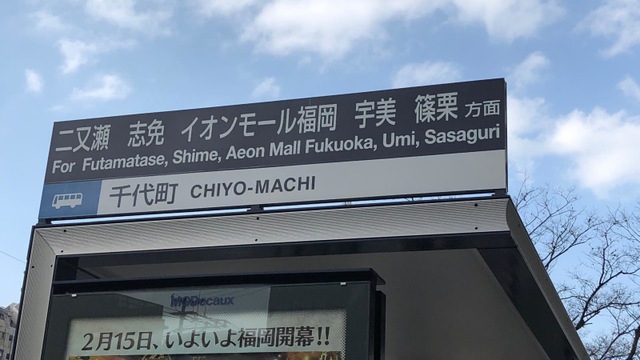 二又瀬 志免 イオンモール福岡 宇美 篠栗 方面
For Futamatase, Shime, Aeon Mall Fukuoka, Umi, Sasaguri
千代町 CHIYO-MACHI
MCDecaux
2月15日、いよいよ福岡開幕!!